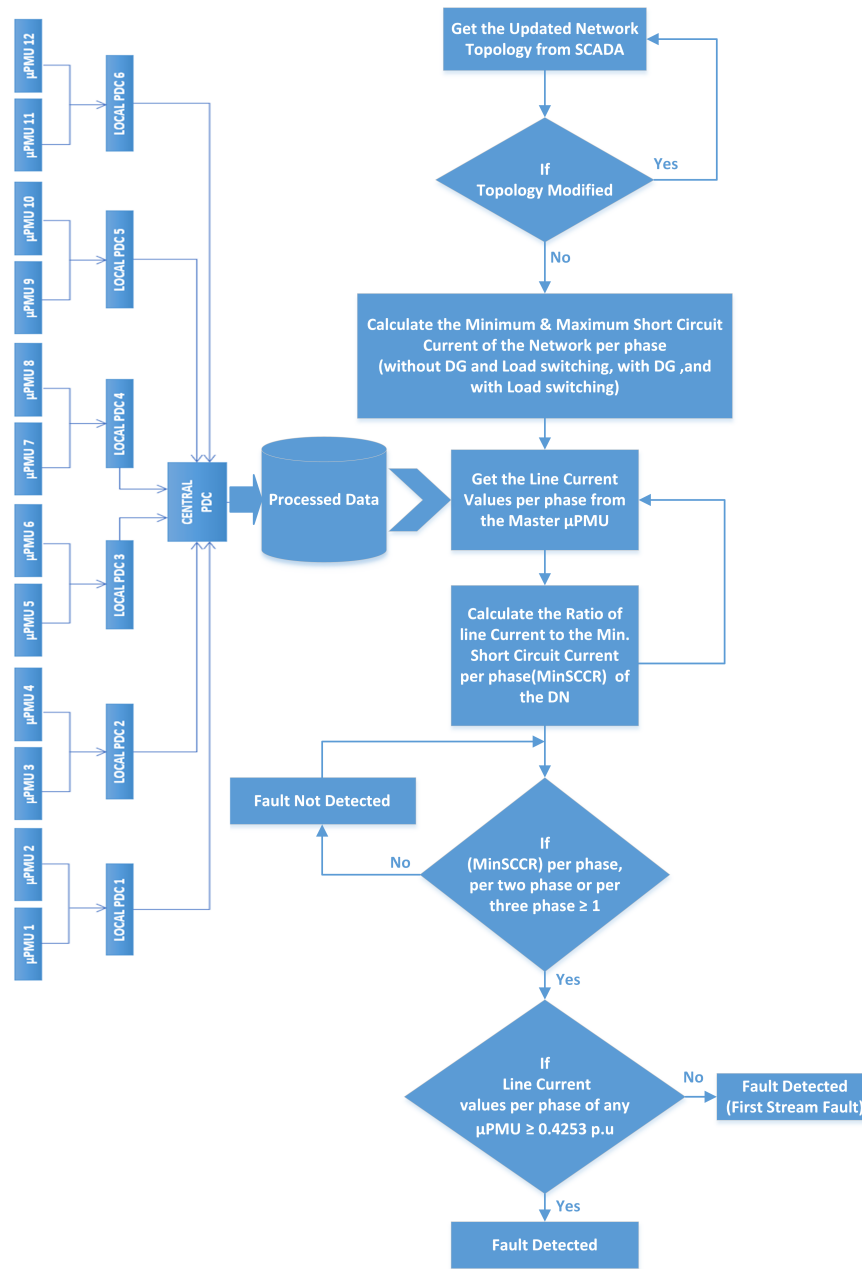 Get the Updated Network
Topology from SCADA
If
Topology Modified
Yes
No
Calculate the Minimum & Maximum Short Circuit
Current of the Network per phase
(without DG and Load switching, with DG ,and
with Load switching)
Get the Line Current
Values per phase from
the Master µPMU
Calculate the Ratio of
line Current to the Min.
Short Circuit Current
per phase(MinSCCR) of
the DN
Fault Not Detected
No
If
(MinSCCR) per phase,
per two phase or per
three phase ≥ 1
Yes
If
Line Current
values per phase of any
µPMU ≥ 0.4253 p.u
No
Fault Detected
(First Stream Fault)
Yes
Fault Detected
µPMU 12
µPMU 11
LOCAL PDC 6
µPMU 10
µPMU 9
LOCAL PDC 5
µPMU 8
µPMU 7
LOCAL PDC 4
µPMU 6
µPMU 5
LOCAL PDC 3
µPMU 4
µPMU 3
LOCAL PDC 2
µPMU 2
µPMU 1
LOCAL PDC 1
CENTRAL
PDC
Processed Data